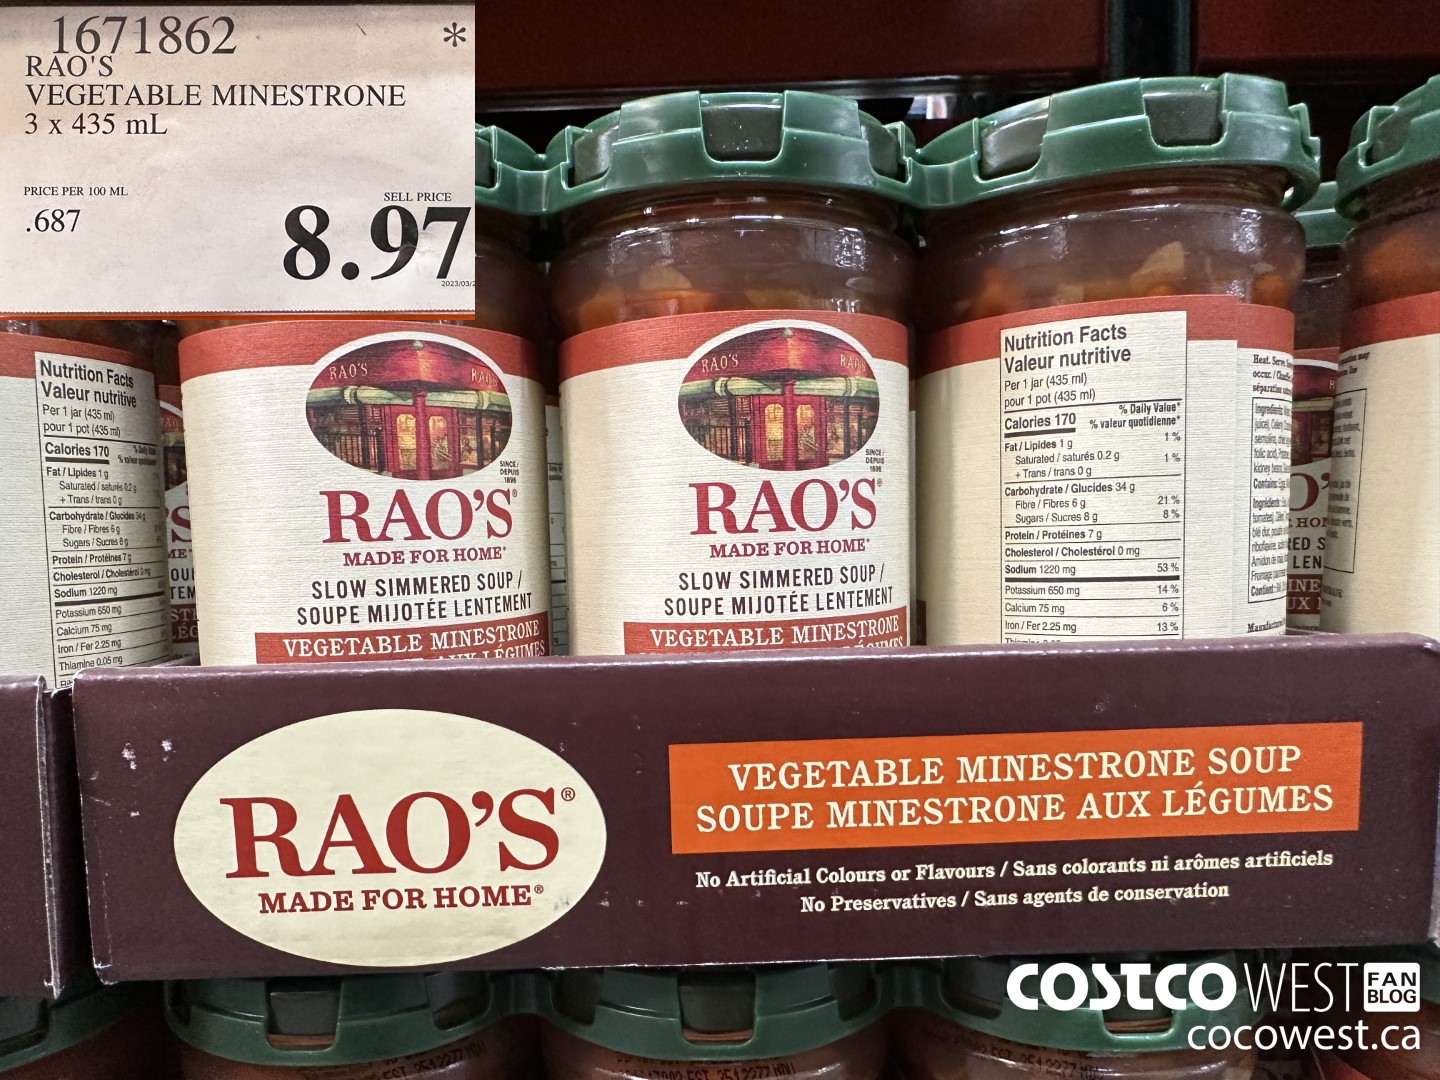 1671862 *
RAO'S
VEGETABLE MINESTRONE
3 x 435 mL
PRICE PER 100 ML
.687
SELL PRICE
8.97
Nutrition Facts
Valeur nutritive
Per 1 jar (435 ml)
pour 1 pot (435 ml)
Calories 170
Fat / Lipides 1 g
Saturated / saturés 0.2 g
+ Trans / trans 0 g
Carbohydrate / Glucides 34 g
Fibre / Fibres 6 g
Sugars / Sucres 8 g
Protein / Protéines 7 g
Cholesterol / Cholestérol 0 mg
Sodium 1220 mg
Potassium 650 mg
Calcium 75 mg
Iron / Fer 2.25 mg
Thiamine 0.05 mg
RAO'S RAO'S
SINCE /
DEPUIS
1896
RAO'S®
MADE FOR HOME®
SLOW SIMMERED SOUP /
SOUPE MIJOTÉE LENTEMENT
VEGETABLE MINESTRONE
AUX LÉGUMES
RAO'S RAO'S
SINCE /
DEPUIS
1896
RAO'S®
MADE FOR HOME®
SLOW SIMMERED SOUP /
SOUPE MIJOTÉE LENTEMENT
VEGETABLE MINESTRONE
Nutrition Facts
Valeur nutritive
Per 1 jar (435 ml)
pour 1 pot (435 ml)
Calories 170 % Daily Value*
% valeur quotidienne*
Fat / Lipides 1 g 1 %
Saturated / saturés 0.2 g 1 %
+ Trans / trans 0 g
Carbohydrate / Glucides 34 g
Fibre / Fibres 6 g 21 %
Sugars / Sucres 8 g 8 %
Protein / Protéines 7 g
Cholesterol / Cholestérol 0 mg
Sodium 1220 mg 53 %
Potassium 650 mg 14 %
Calcium 75 mg 6 %
Iron / Fer 2.25 mg 13 %
Heat. Serve.
RAO'S®
MADE FOR HOME®
VEGETABLE MINESTRONE SOUP
SOUPE MINESTRONE AUX LÉGUMES
No Artificial Colours or Flavours / Sans colorants ni arômes artificiels
No Preservatives / Sans agents de conservation
COSTCO WEST FAN BLOG
cocowest.ca